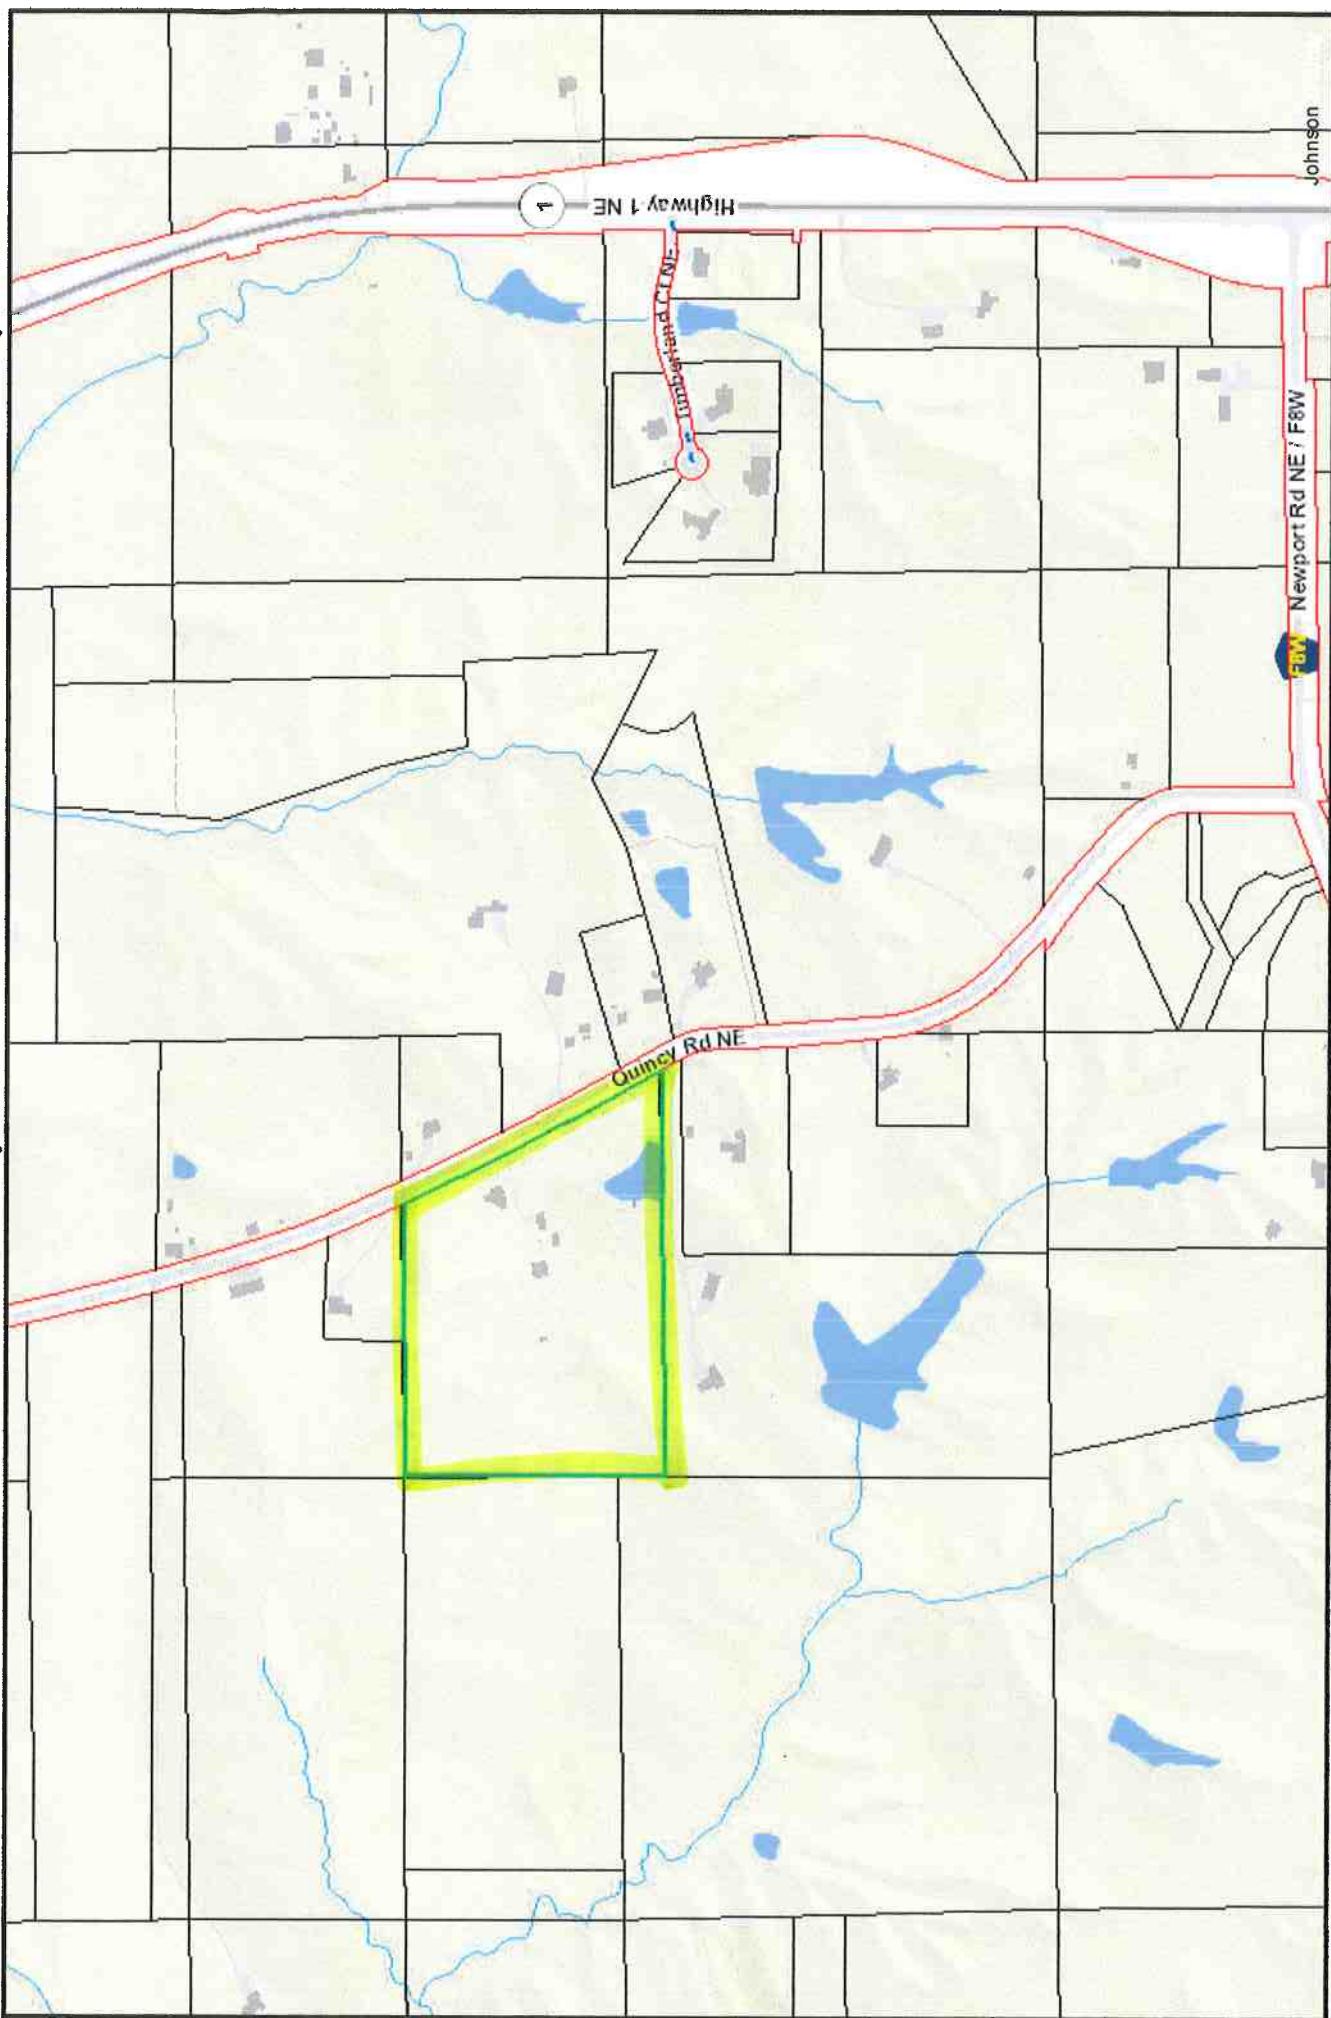 Johnson
1
Highway 1 NE
Timberland Ct NE
Newport Rd NE / F8W
F8W
Quincy Rd NE